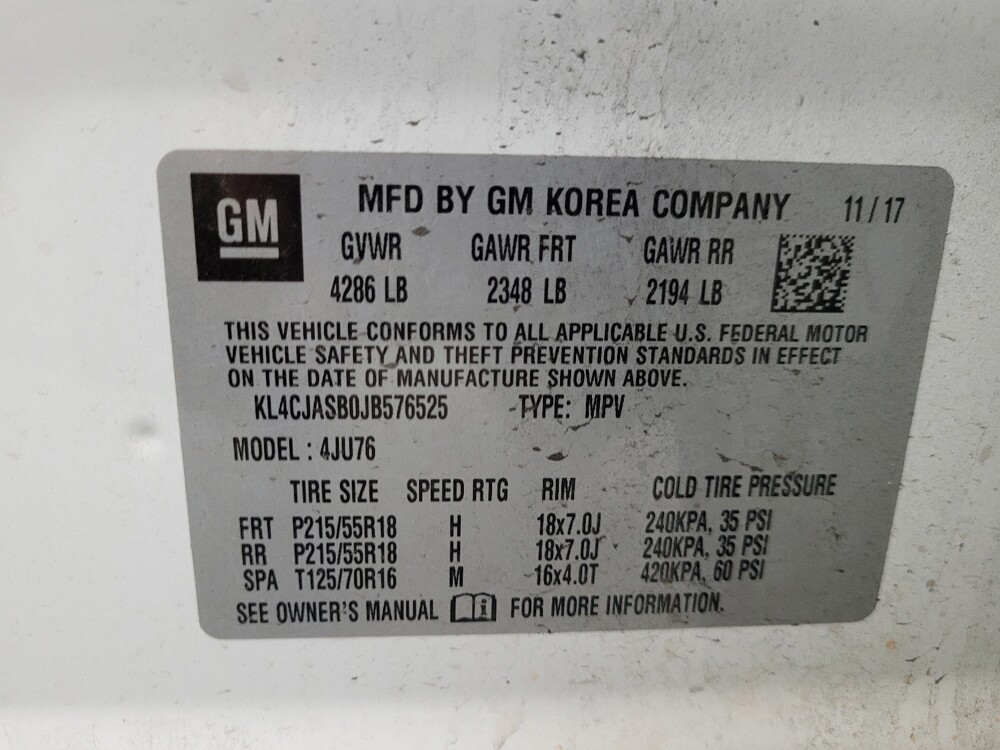 GM
MFD BY GM KOREA COMPANY 11/17
GVWR GAWR FRT GAWR RR
4286 LB 2348 LB 2194 LB
THIS VEHICLE CONFORMS TO ALL APPLICABLE U.S. FEDERAL MOTOR
VEHICLE SAFETY AND THEFT PREVENTION STANDARDS IN EFFECT
ON THE DATE OF MANUFACTURE SHOWN ABOVE.
KL4CJASB0JB576525 TYPE: MPV
MODEL : 4JU76
TIRE SIZE SPEED RTG RIM COLD TIRE PRESSURE
FRT P215/55R18 H 18x7.0J 240KPA, 35 PSI
RR P215/55R18 H 18x7.0J 240KPA, 35 PSI
SPA T125/70R16 M 16x4.0T 420KPA, 60 PSI
SEE OWNER'S MANUAL i FOR MORE INFORMATION.